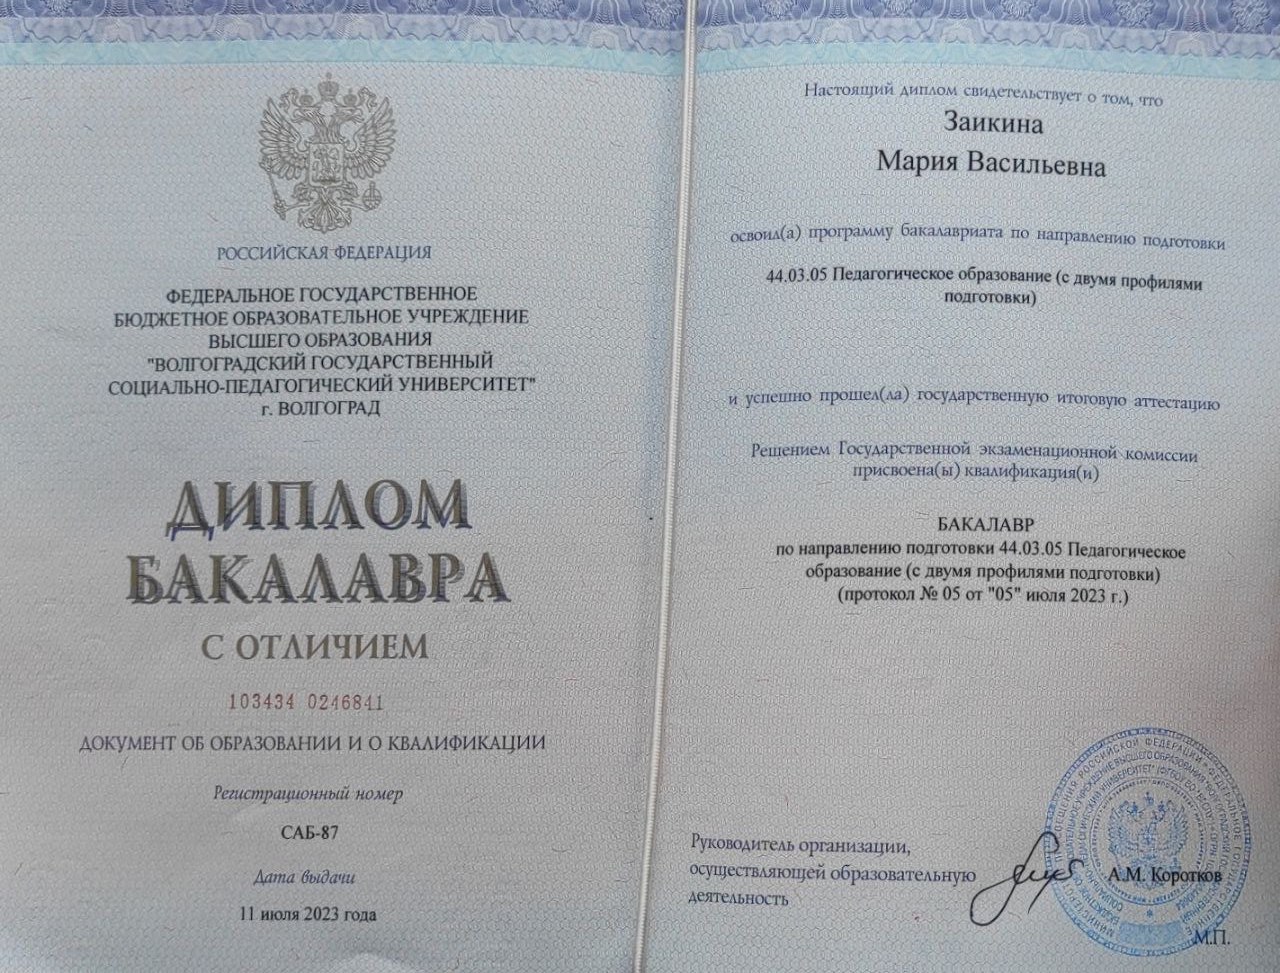 РОССИЙСКАЯ ФЕДЕРАЦИЯ
ФЕДЕРАЛЬНОЕ ГОСУДАРСТВЕННОЕ
БЮДЖЕТНОЕ ОБРАЗОВАТЕЛЬНОЕ УЧРЕЖДЕНИЕ
ВЫСШЕГО ОБРАЗОВАНИЯ
"ВОЛГОГРАДСКИЙ ГОСУДАРСТВЕННЫЙ
СОЦИАЛЬНО-ПЕДАГОГИЧЕСКИЙ УНИВЕРСИТЕТ"
г. ВОЛГОГРАД
ДИПЛОМ
БАКАЛАВРА
С ОТЛИЧИЕМ
103434 0246841
ДОКУМЕНТ ОБ ОБРАЗОВАНИИ И О КВАЛИФИКАЦИИ
Регистрационный номер
САБ-87
Дата выдачи
11 июля 2023 года
Настоящий диплом свидетельствует о том, что
Заикина
Мария Васильевна
освоил(а) программу бакалавриата по направлению подготовки
44.03.05 Педагогическое образование (с двумя профилями
подготовки)
и успешно прошел(ла) государственную итоговую аттестацию
Решением Государственной экзаменационной комиссии
присвоена(ы) квалификация(и)
БАКАЛАВР
по направлению подготовки 44.03.05 Педагогическое
образование (с двумя профилями подготовки)
(протокол № 05 от "05" июля 2023 г.)
Руководитель организации,
осуществляющей образовательную
деятельность
А.М. Коротков
М.П.